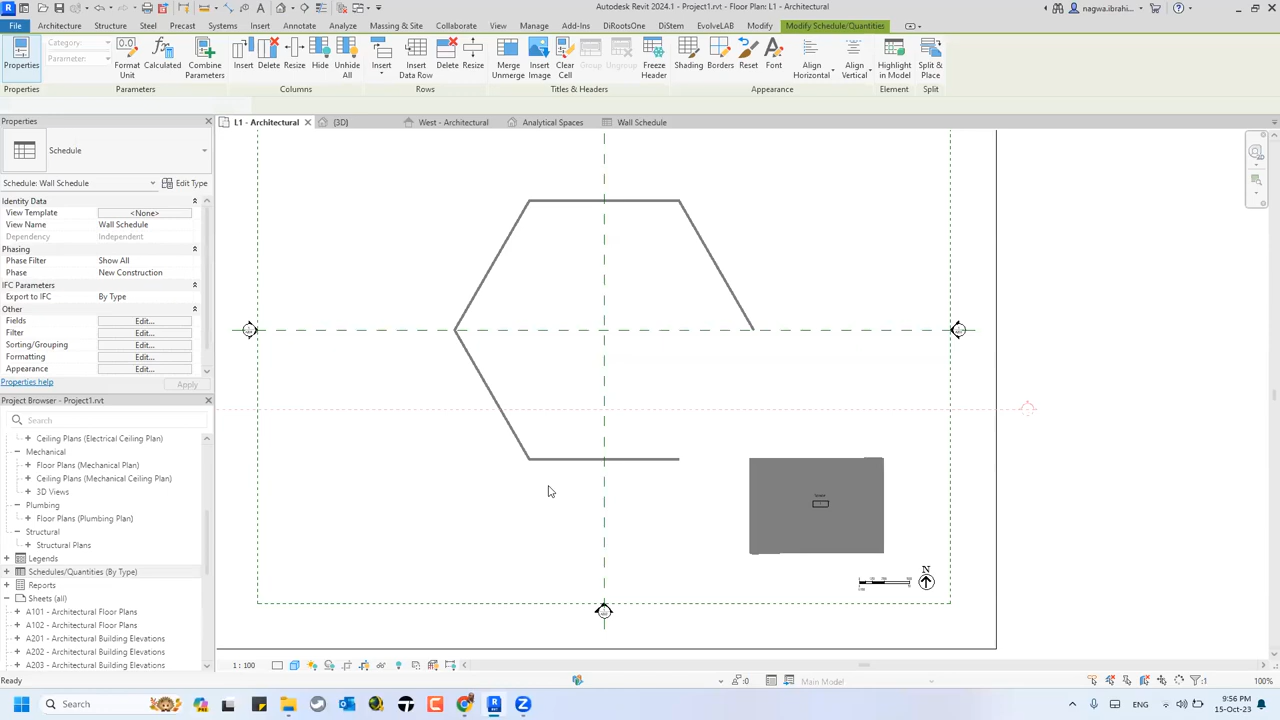 Autodesk Revit 2024.1 - Project1.rvt - Floor Plan: L1 - Architectural
nagwa.ibrahi...
File Architecture Structure Steel Precast Systems Insert Annotate Analyze Massing & Site Collaborate View Manage Add-Ins DiRootsOne DiStem EvolveLAB Modify Modify Schedule/Quantities
Category:
Parameter:
Properties Format Unit Calculated Combine Parameters Insert Delete Resize Hide Unhide All Insert Insert Data Row Delete Resize Merge Unmerge Insert Image Clear Cell Group Ungroup Freeze Header Shading Borders Reset Font Align Horizontal Align Vertical Highlight in Model Split & Place
Properties Parameters Columns Rows Titles & Headers Appearance Element Split
Properties
L1 - Architectural {3D} West - Architectural Analytical Spaces Wall Schedule
Schedule
Schedule: Wall Schedule Edit Type
Identity Data
View Template <None>
View Name Wall Schedule
Dependency Independent
Phasing
Phase Filter Show All
Phase New Construction
IFC Parameters
Export to IFC By Type
Other
Fields Edit...
Filter Edit...
Sorting/Grouping Edit...
Formatting Edit...
Appearance Edit...
Properties help Apply
Project Browser - Project1.rvt
Search
Ceiling Plans (Electrical Ceiling Plan)
Mechanical
Floor Plans (Mechanical Plan)
Ceiling Plans (Mechanical Ceiling Plan)
3D Views
Plumbing
Floor Plans (Plumbing Plan)
Structural
Structural Plans
Legends
Schedules/Quantities (By Type)
Reports
Sheets (all)
A101 - Architectural Floor Plans
A102 - Architectural Floor Plans
A201 - Architectural Building Elevations
A202 - Architectural Building Elevations
A203 - Architectural Building Elevations
N
1 : 100
Ready
:0
Main Model
:1
100%
Search
ENG
9:56 PM
15-Oct-23